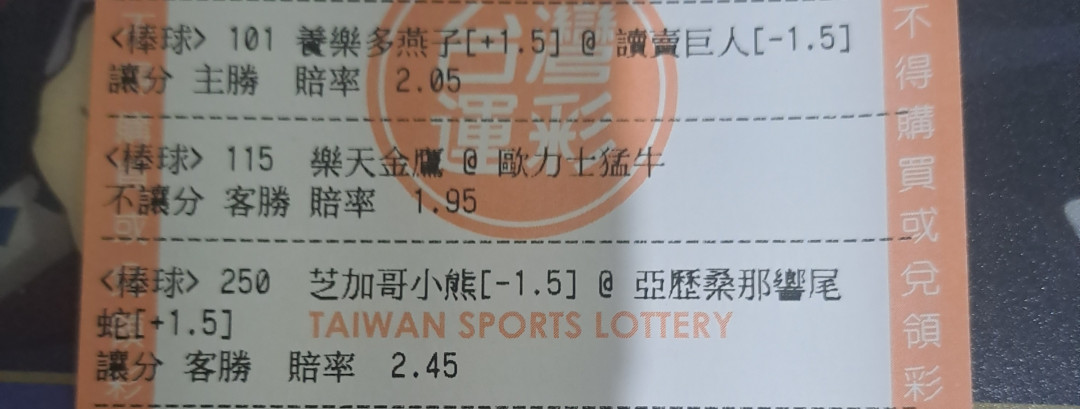 <棒球> 101 養樂多燕子[+1.5] @ 讀賣巨人[-1.5]
讓分 主勝 賠率 2.05
<棒球> 115 樂天金鷹 @ 歐力士猛牛
不讓分 客勝 賠率 1.95
<棒球> 250 芝加哥小熊[-1.5] @ 亞歷桑那響尾
蛇[+1.5]
讓分 客勝 賠率 2.45
台灣
運彩
TAIWAN SPORTS LOTTERY
不得購買或兌領彩